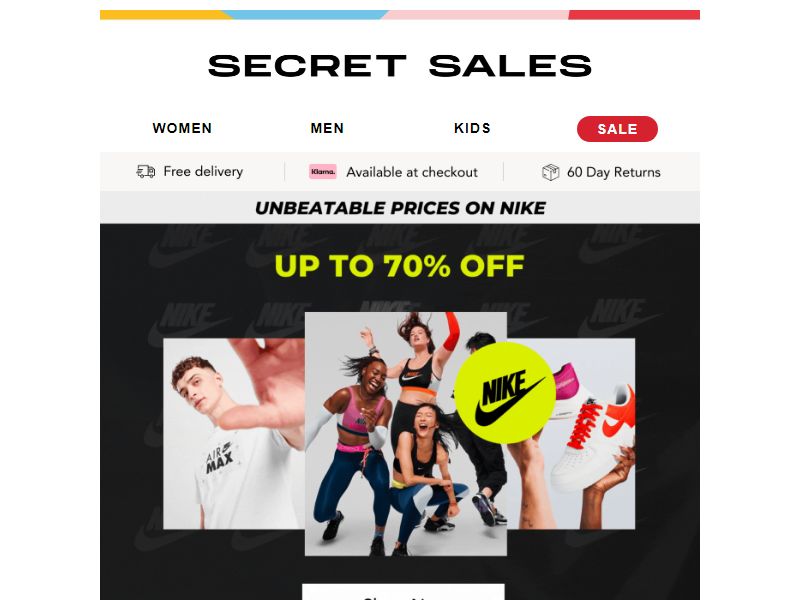 SECRET SALES
WOMEN MEN KIDS SALE
Free delivery Klarna. Available at checkout 60 Day Returns
UNBEATABLE PRICES ON NIKE
UP TO 70% OFF
NIKE
AIR
MAX